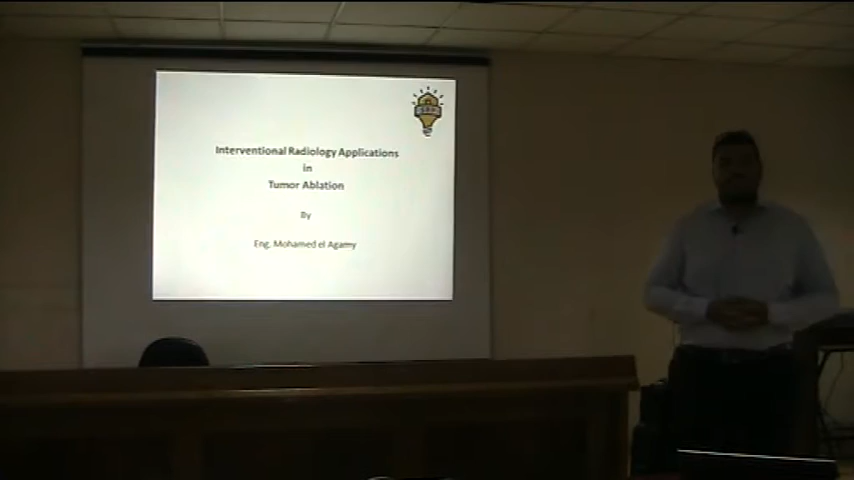 Interventional Radiology Applications
in
Tumor Ablation
By
Eng. Mohamed el Agamy